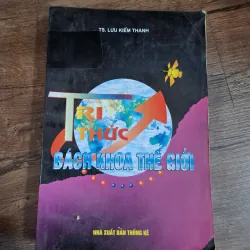 TS. LƯU KIẾM THANH
TRI
THỨC
BÁCH KHOA THẾ GIỚI
NHÀ XUẤT BẢN THỐNG KÊ